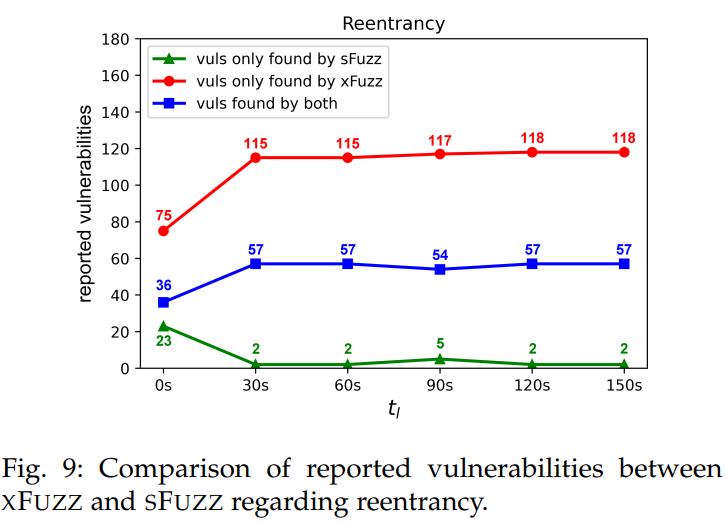 Reentrancy
vuls only found by sFuzz
vuls only found by xFuzz
vuls found by both
reported vulnerabilities
180
160
140
120
100
80
60
40
20
0
75
115
115
117
118
118
36
57
57
54
57
57
23
2
2
5
2
2
0s
30s
60s
90s
120s
150s
t_l
Fig. 9: Comparison of reported vulnerabilities between
XFUZZ and SFUZZ regarding reentrancy.